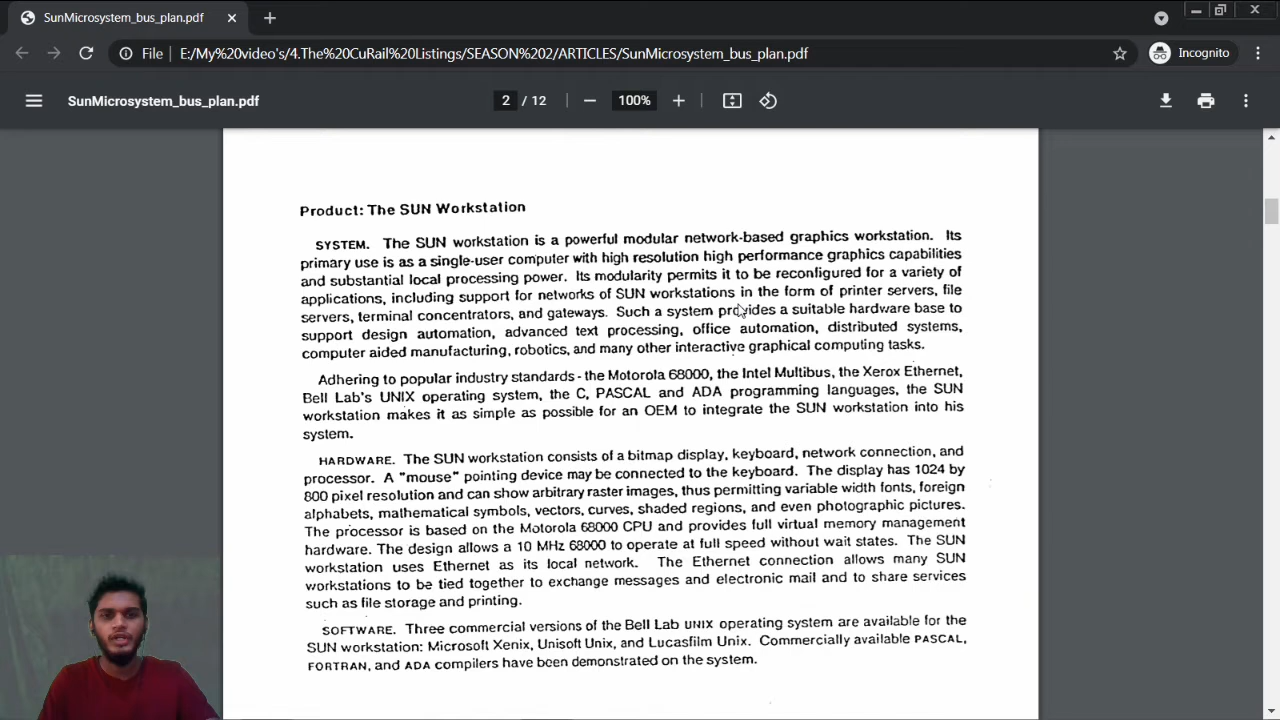 SunMicrosystem_bus_plan.pdf
Incognito
File
E:/My%20video's/4.The%20CuRail%20Listings/SEASON%202/ARTICLES/SunMicrosystem_bus_plan.pdf
SunMicrosystem_bus_plan.pdf
2 / 12
100%
Product: The SUN Workstation
SYSTEM. The SUN workstation is a powerful modular network-based graphics workstation. Its
primary use is as a single-user computer with high resolution high performance graphics capabilities
and substantial local processing power. Its modularity permits it to be reconfigured for a variety of
applications, including support for networks of SUN workstations in the form of printer servers, file
servers, terminal concentrators, and gateways. Such a system provides a suitable hardware base to
support design automation, advanced text processing, office automation, distributed systems,
computer aided manufacturing, robotics, and many other interactive graphical computing tasks.
Adhering to popular industry standards - the Motorola 68000, the Intel Multibus, the Xerox Ethernet,
Bell Lab's UNIX operating system, the C, PASCAL and ADA programming languages, the SUN
workstation makes it as simple as possible for an OEM to integrate the SUN workstation into his
system.
HARDWARE. The SUN workstation consists of a bitmap display, keyboard, network connection, and
processor. A "mouse" pointing device may be connected to the keyboard. The display has 1024 by
800 pixel resolution and can show arbitrary raster images, thus permitting variable width fonts, foreign
alphabets, mathematical symbols, vectors, curves, shaded regions, and even photographic pictures.
The processor is based on the Motorola 68000 CPU and provides full virtual memory management
hardware. The design allows a 10 MHz 68000 to operate at full speed without wait states. The SUN
workstation uses Ethernet as its local network. The Ethernet connection allows many SUN
workstations to be tied together to exchange messages and electronic mail and to share services
such as file storage and printing.
SOFTWARE. Three commercial versions of the Bell Lab UNIX operating system are available for the
SUN workstation: Microsoft Xenix, Unisoft Unix, and Lucasfilm Unix. Commercially available PASCAL,
FORTRAN, and ADA compilers have been demonstrated on the system.